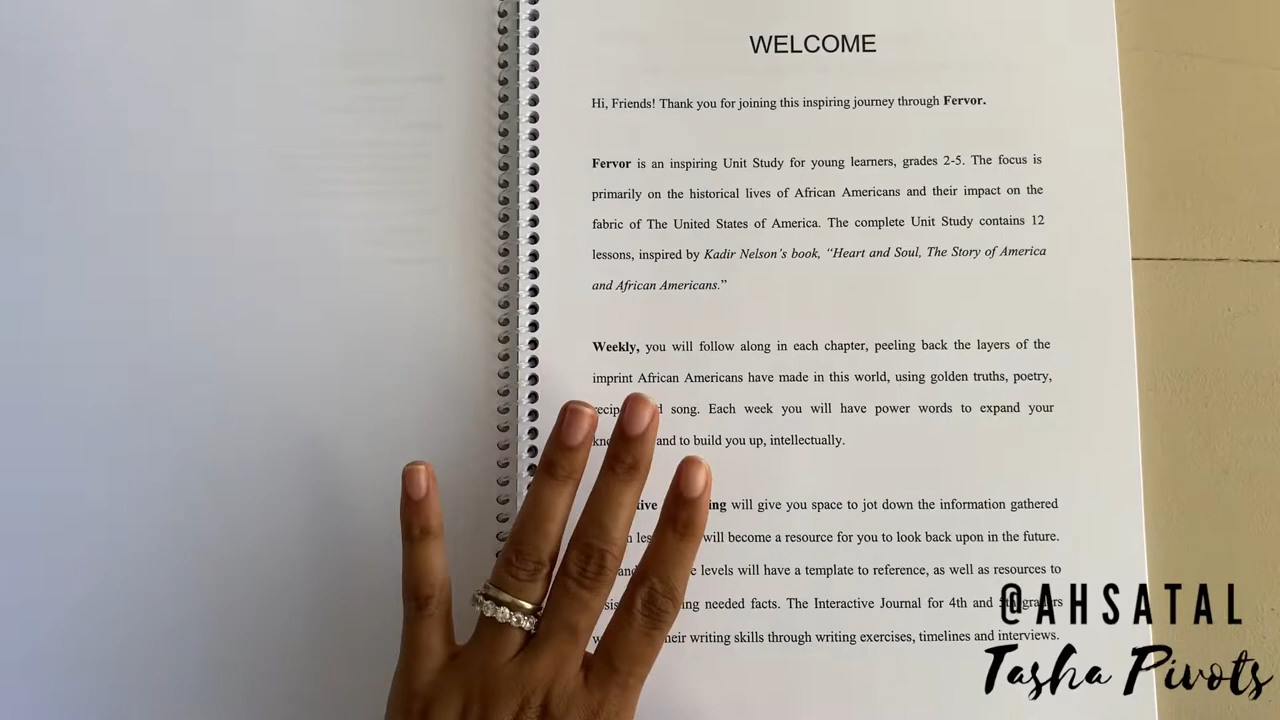 WELCOME
Hi, Friends! Thank you for joining this inspiring journey through Fervor.
Fervor is an inspiring Unit Study for young learners, grades 2-5. The focus is
primarily on the historical lives of African Americans and their impact on the
fabric of The United States of America. The complete Unit Study contains 12
lessons, inspired by Kadir Nelson's book, “Heart and Soul, The Story of America
and African Americans.”
Weekly, you will follow along in each chapter, peeling back the layers of the
imprint African Americans have made in this world, using golden truths, poetry,
song. Each week you will have power words to expand your
and to build you up, intellectually.
will give you space to jot down the information gathered
will become a resource for you to look back upon in the future.
levels will have a template to reference, as well as resources to
needed facts. The Interactive Journal for 4th and 5th graders
their writing skills through writing exercises, timelines and interviews.
@AHSATAL
Tasha Pivots